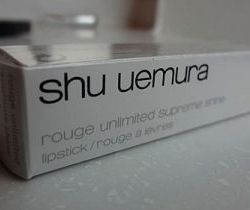 shu uemura
rouge unlimited supreme shine
lipstick / rouge à lèvres